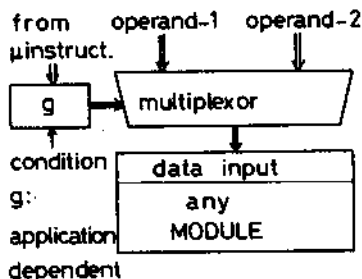 from
µinstruct.
operand-1
operand-2
g
multiplexor
condition
g:
application
dependent
data input
any
MODULE